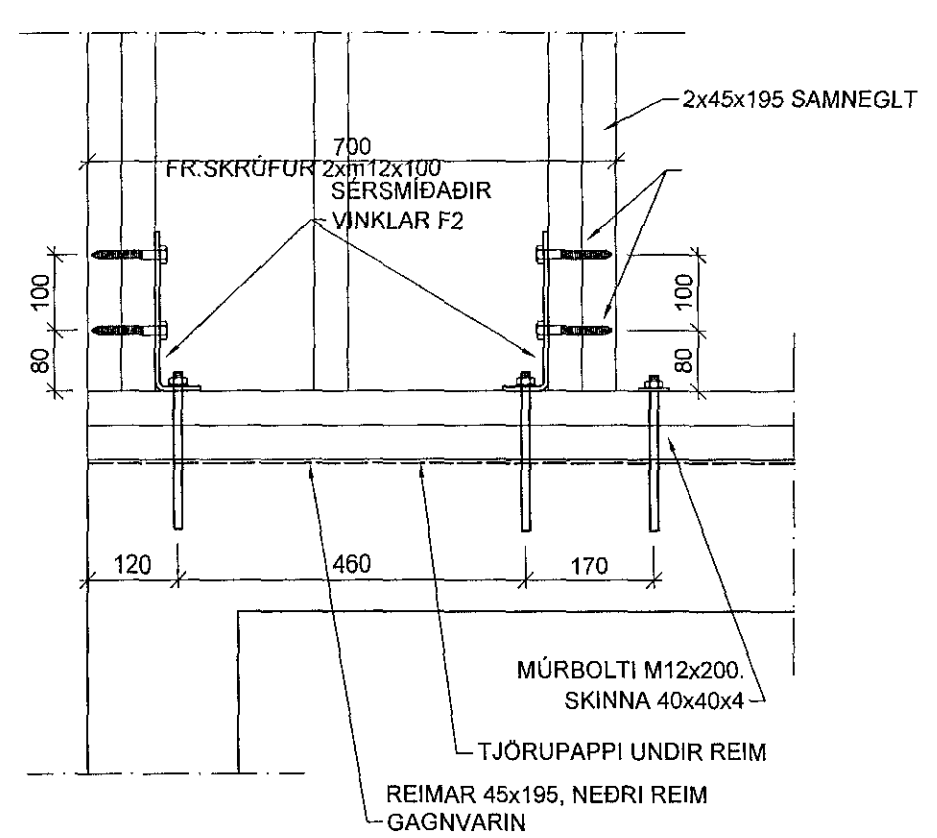 2x45x195 SAMNEGLT
700
FR.SKRÚFUR 2xm12x100
SÉRSMÍÐAÐIR
VINKLAR F2
100
80
100
80
120
460
170
MÚRBOLTI M12x200.
SKINNA 40x40x4
TJÖRUPAPPI UNDIR REIM
REIMAR 45x195, NEÐRI REIM
GAGNVARIN